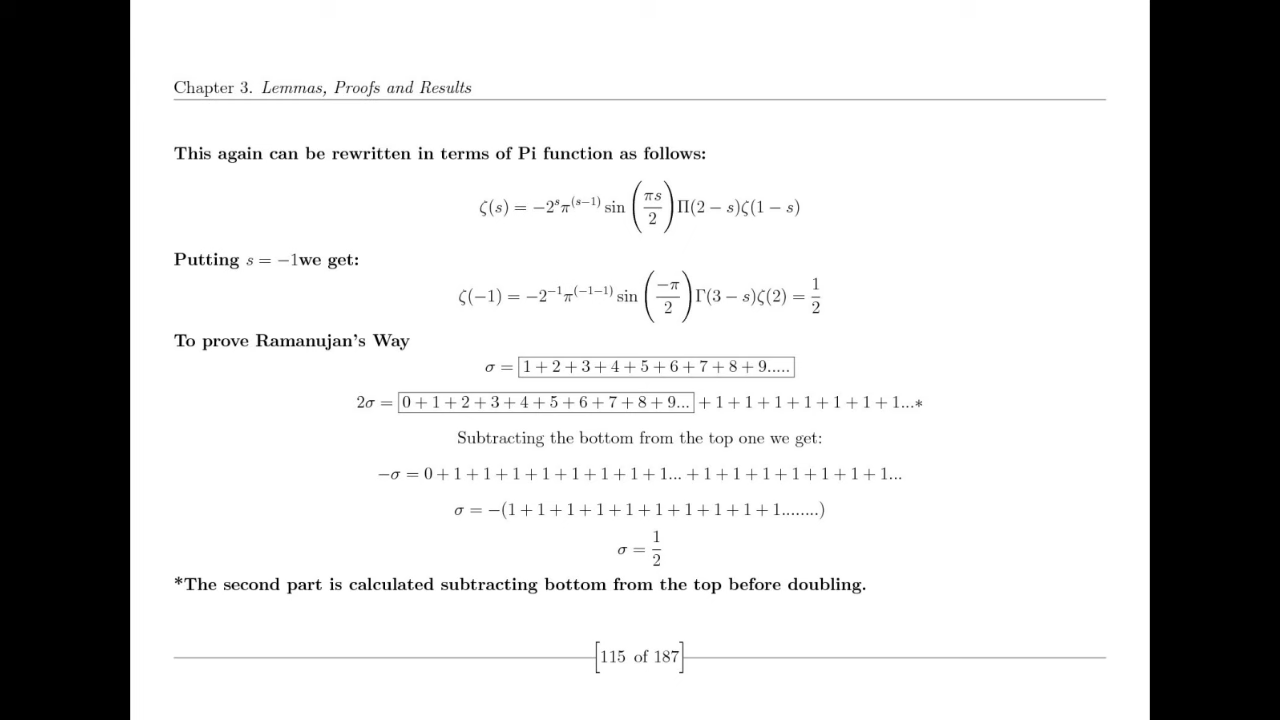 Chapter 3. Lemmas, Proofs and Results
This again can be rewritten in terms of Pi function as follows:
ζ(s) = −2^s π^(s−1) sin(πs/2) Π(2 − s)ζ(1 − s)
Putting s = −1we get:
ζ(−1) = −2^−1 π^(−1−1) sin(−π/2) Γ(3 − s)ζ(2) = 1/2
To prove Ramanujan's Way
σ = 1 + 2 + 3 + 4 + 5 + 6 + 7 + 8 + 9.....
2σ = 0 + 1 + 2 + 3 + 4 + 5 + 6 + 7 + 8 + 9... + 1 + 1 + 1 + 1 + 1 + 1 + 1...*
Subtracting the bottom from the top one we get:
−σ = 0 + 1 + 1 + 1 + 1 + 1 + 1 + 1 + 1... + 1 + 1 + 1 + 1 + 1 + 1 + 1...
σ = −(1 + 1 + 1 + 1 + 1 + 1 + 1 + 1 + 1 + 1........)
σ = 1/2
*The second part is calculated subtracting bottom from the top before doubling.
[115 of 187]